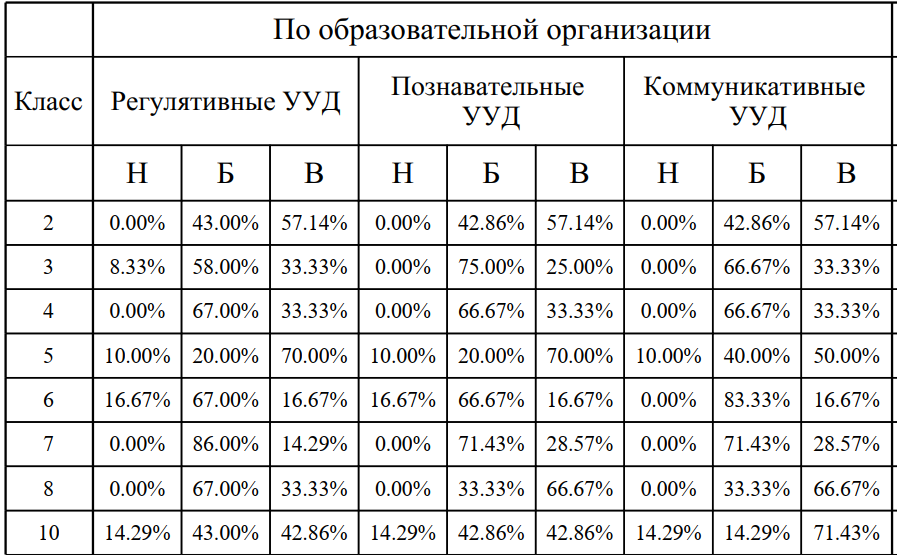 По образовательной организации
Класс Регулятивные УУД Познавательные УУД Коммуникативные УУД
Н Б В Н Б В Н Б В
2 0.00% 43.00% 57.14% 0.00% 42.86% 57.14% 0.00% 42.86% 57.14%
3 8.33% 58.00% 33.33% 0.00% 75.00% 25.00% 0.00% 66.67% 33.33%
4 0.00% 67.00% 33.33% 0.00% 66.67% 33.33% 0.00% 66.67% 33.33%
5 10.00% 20.00% 70.00% 10.00% 20.00% 70.00% 10.00% 40.00% 50.00%
6 16.67% 67.00% 16.67% 16.67% 66.67% 16.67% 0.00% 83.33% 16.67%
7 0.00% 86.00% 14.29% 0.00% 71.43% 28.57% 0.00% 71.43% 28.57%
8 0.00% 67.00% 33.33% 0.00% 33.33% 66.67% 0.00% 33.33% 66.67%
10 14.29% 43.00% 42.86% 14.29% 42.86% 42.86% 14.29% 14.29% 71.43%